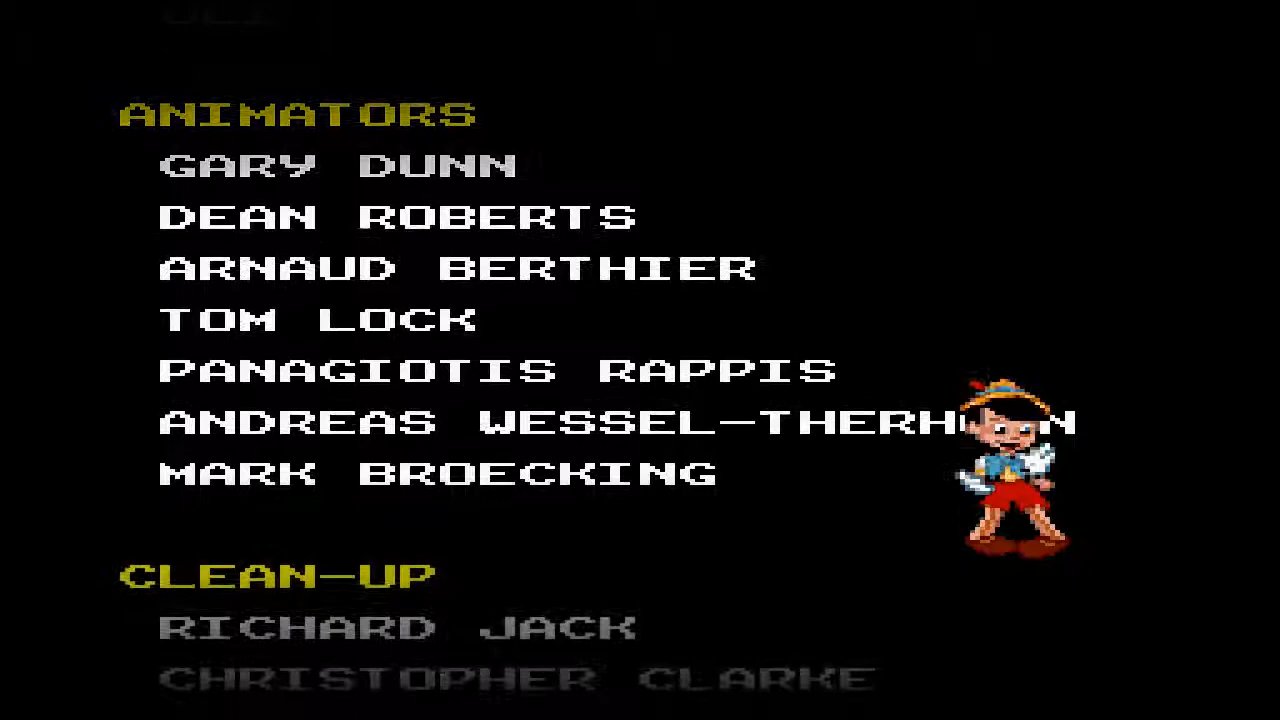 ANIMATORS
GARY DUNN
DEAN ROBERTS
ARNAUD BERTHIER
TOM LOCK
PANAGIOTIS RAPPIS
ANDREAS
MARK BROECKING
CLEAN-UP
RICHARD JACK
CHRISTOPHER CLARKE